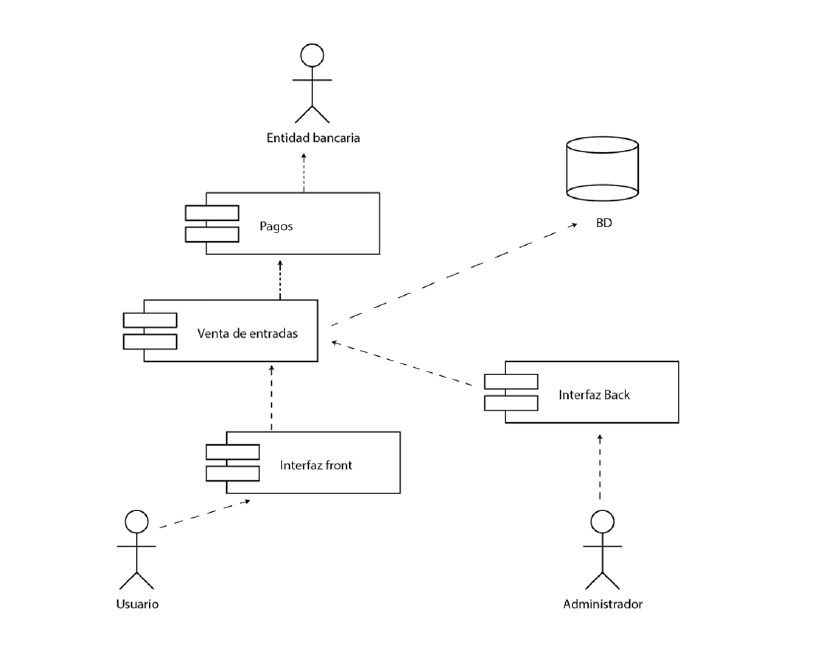 Entidad bancaria
BD
Pagos
Venta de entradas
Interfaz Back
Interfaz front
Usuario
Administrador